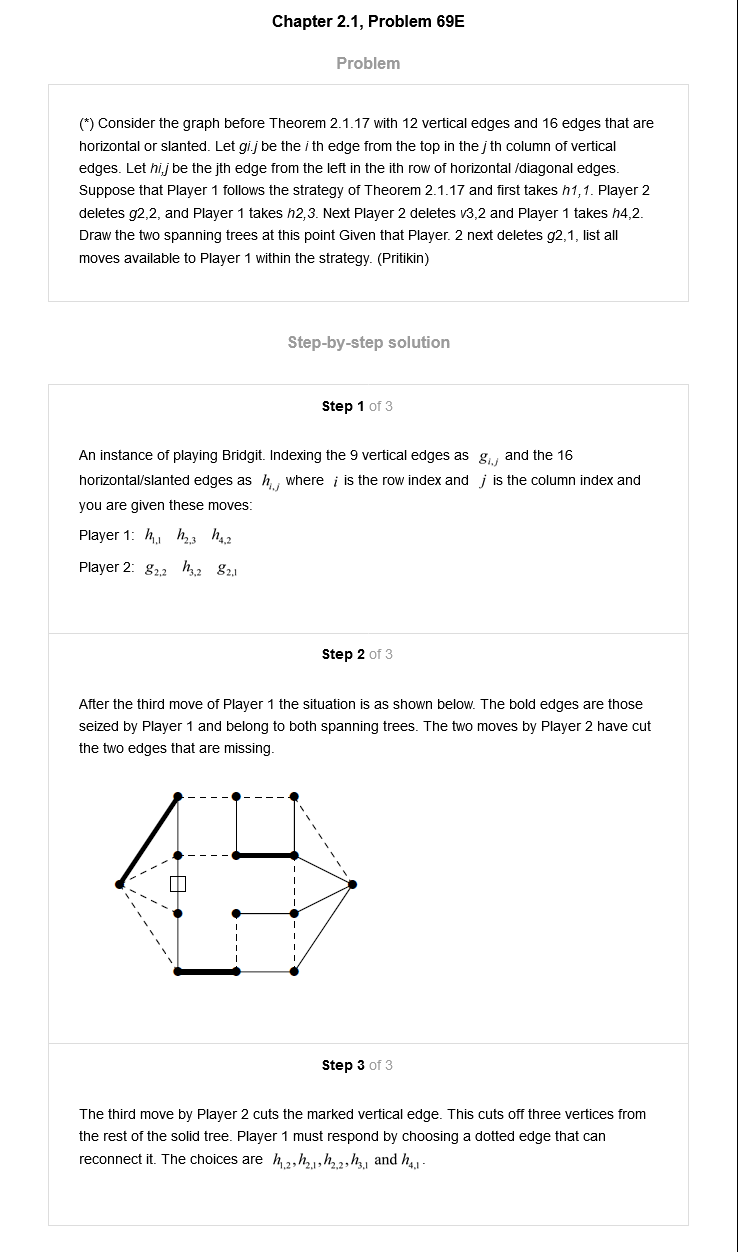 Chapter 2.1, Problem 69E
Problem
(*) Consider the graph before Theorem 2.1.17 with 12 vertical edges and 16 edges that are
horizontal or slanted. Let gi.j be the i th edge from the top in the j th column of vertical
edges. Let hi,j be the jth edge from the left in the ith row of horizontal /diagonal edges.
Suppose that Player 1 follows the strategy of Theorem 2.1.17 and first takes h1,1. Player 2
deletes g2,2, and Player 1 takes h2,3. Next Player 2 deletes v3,2 and Player 1 takes h4,2.
Draw the two spanning trees at this point Given that Player. 2 next deletes g2,1, list all
moves available to Player 1 within the strategy. (Pritikin)
Step-by-step solution
Step 1 of 3
An instance of playing Bridgit. Indexing the 9 vertical edges as g_{i,j} and the 16
horizontal/slanted edges as h_{i,j} where i is the row index and j is the column index and
you are given these moves:
Player 1: h_{1,1} h_{2,3} h_{4,2}
Player 2: g_{2,2} h_{3,2} g_{2,1}
Step 2 of 3
After the third move of Player 1 the situation is as shown below. The bold edges are those
seized by Player 1 and belong to both spanning trees. The two moves by Player 2 have cut
the two edges that are missing.
Step 3 of 3
The third move by Player 2 cuts the marked vertical edge. This cuts off three vertices from
the rest of the solid tree. Player 1 must respond by choosing a dotted edge that can
reconnect it. The choices are h_{1,2}, h_{2,1}, h_{2,2}, h_{3,1} and h_{4,1}.